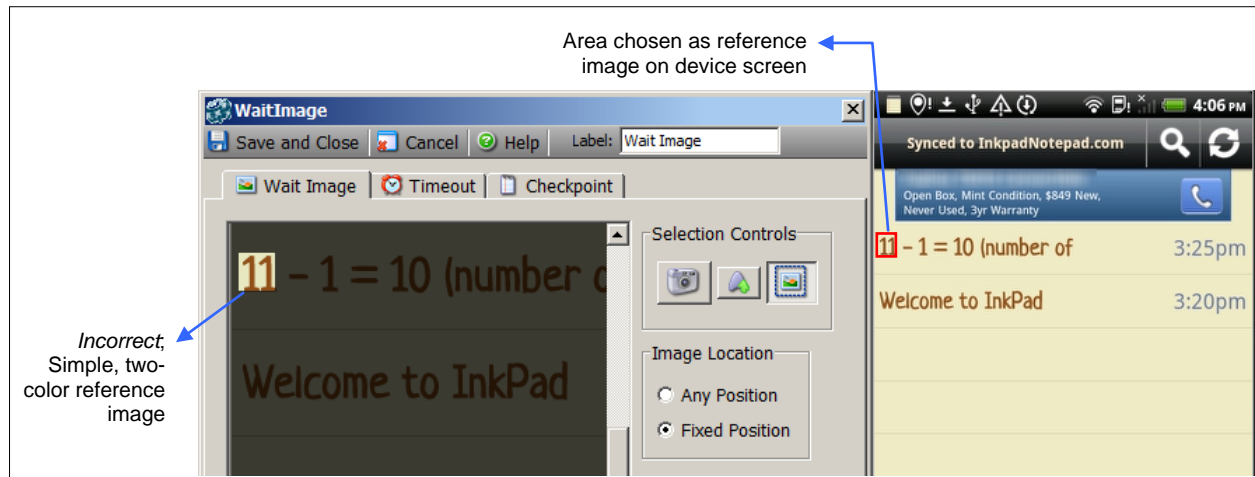 Area chosen as reference
image on device screen
WaitImage
Save and Close Cancel Help Label: Wait Image
Wait Image Timeout Checkpoint
11 – 1 = 10 (number o
Welcome to InkPad
Selection Controls
Image Location
Any Position
Fixed Position
Incorrect;
Simple, two-
color reference
image
4:06 PM
Synced to InkpadNotepad.com
Open Box, Mint Condition, $849 New,
Never Used, 3yr Warranty
11 – 1 = 10 (number of 3:25pm
Welcome to InkPad 3:20pm